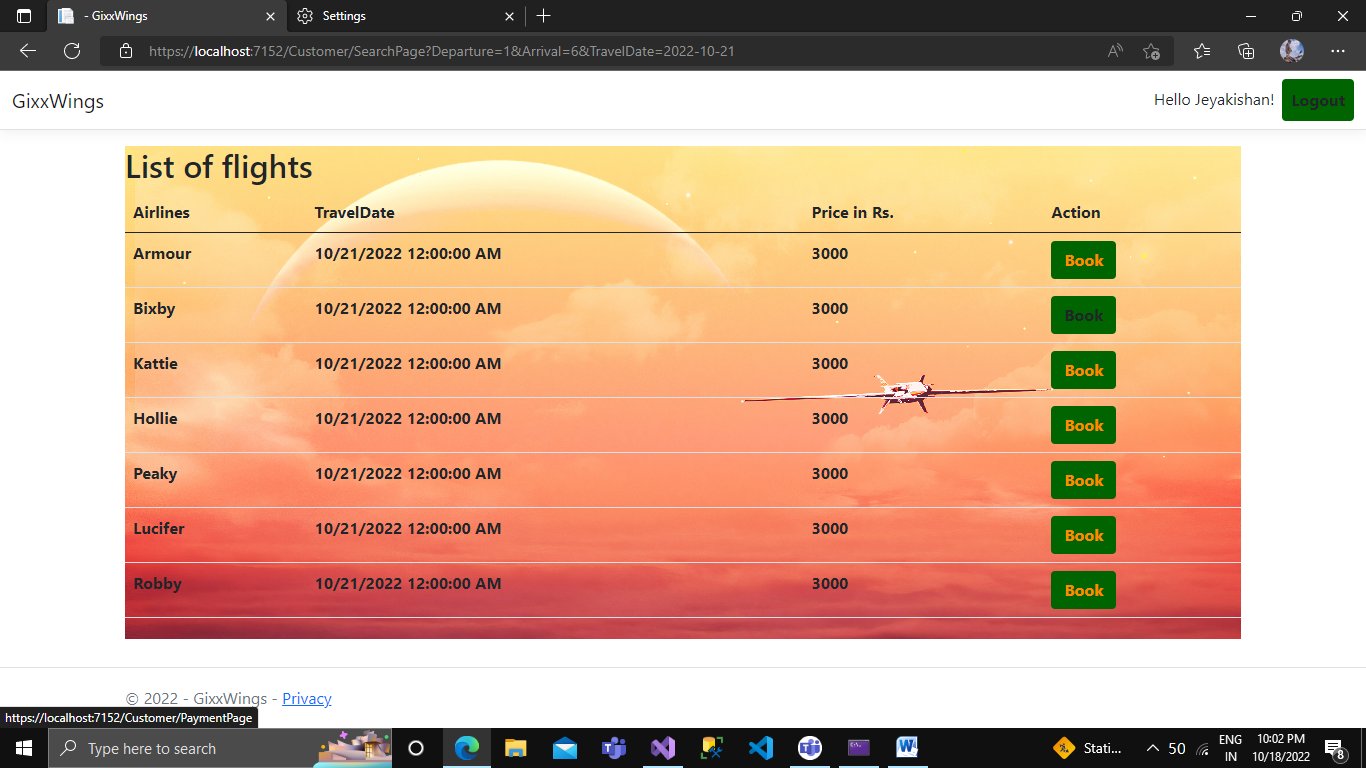 - GixxWings
Settings
https://localhost:7152/Customer/SearchPage?Departure=1&Arrival=6&TravelDate=2022-10-21
GixxWings
Hello Jeyakishan!
Logout
List of flights
Airlines TravelDate Price in Rs. Action
Armour 10/21/2022 12:00:00 AM 3000 Book
Bixby 10/21/2022 12:00:00 AM 3000 Book
Kattie 10/21/2022 12:00:00 AM 3000 Book
Hollie 10/21/2022 12:00:00 AM 3000 Book
Peaky 10/21/2022 12:00:00 AM 3000 Book
Lucifer 10/21/2022 12:00:00 AM 3000 Book
Robby 10/21/2022 12:00:00 AM 3000 Book
© 2022 - GixxWings - Privacy
https://localhost:7152/Customer/PaymentPage
Type here to search
Stati...
50
ENG
IN
10:02 PM
10/18/2022
8